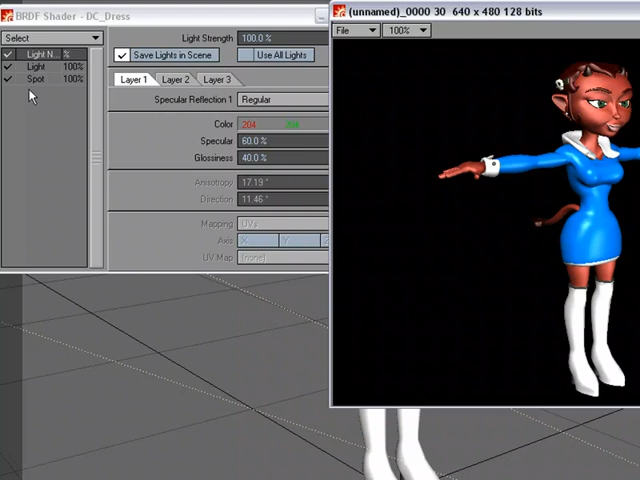 BRDF Shader - DC_Dress
Select
Light N... %
Light 100%
Spot 100%
Light Strength 100.0 %
Save Lights in Scene Use All Lights
Layer 1 Layer 2 Layer 3
Specular Reflection 1 Regular
Color 204
Specular 60.0 %
Glossiness 40.0 %
Anisotropy 17.19 °
Direction 11.46 °
Mapping UVs
Axis X Y Z
UV Map (none)
(unnamed)_0000 30 640 x 480 128 bits
File 100%